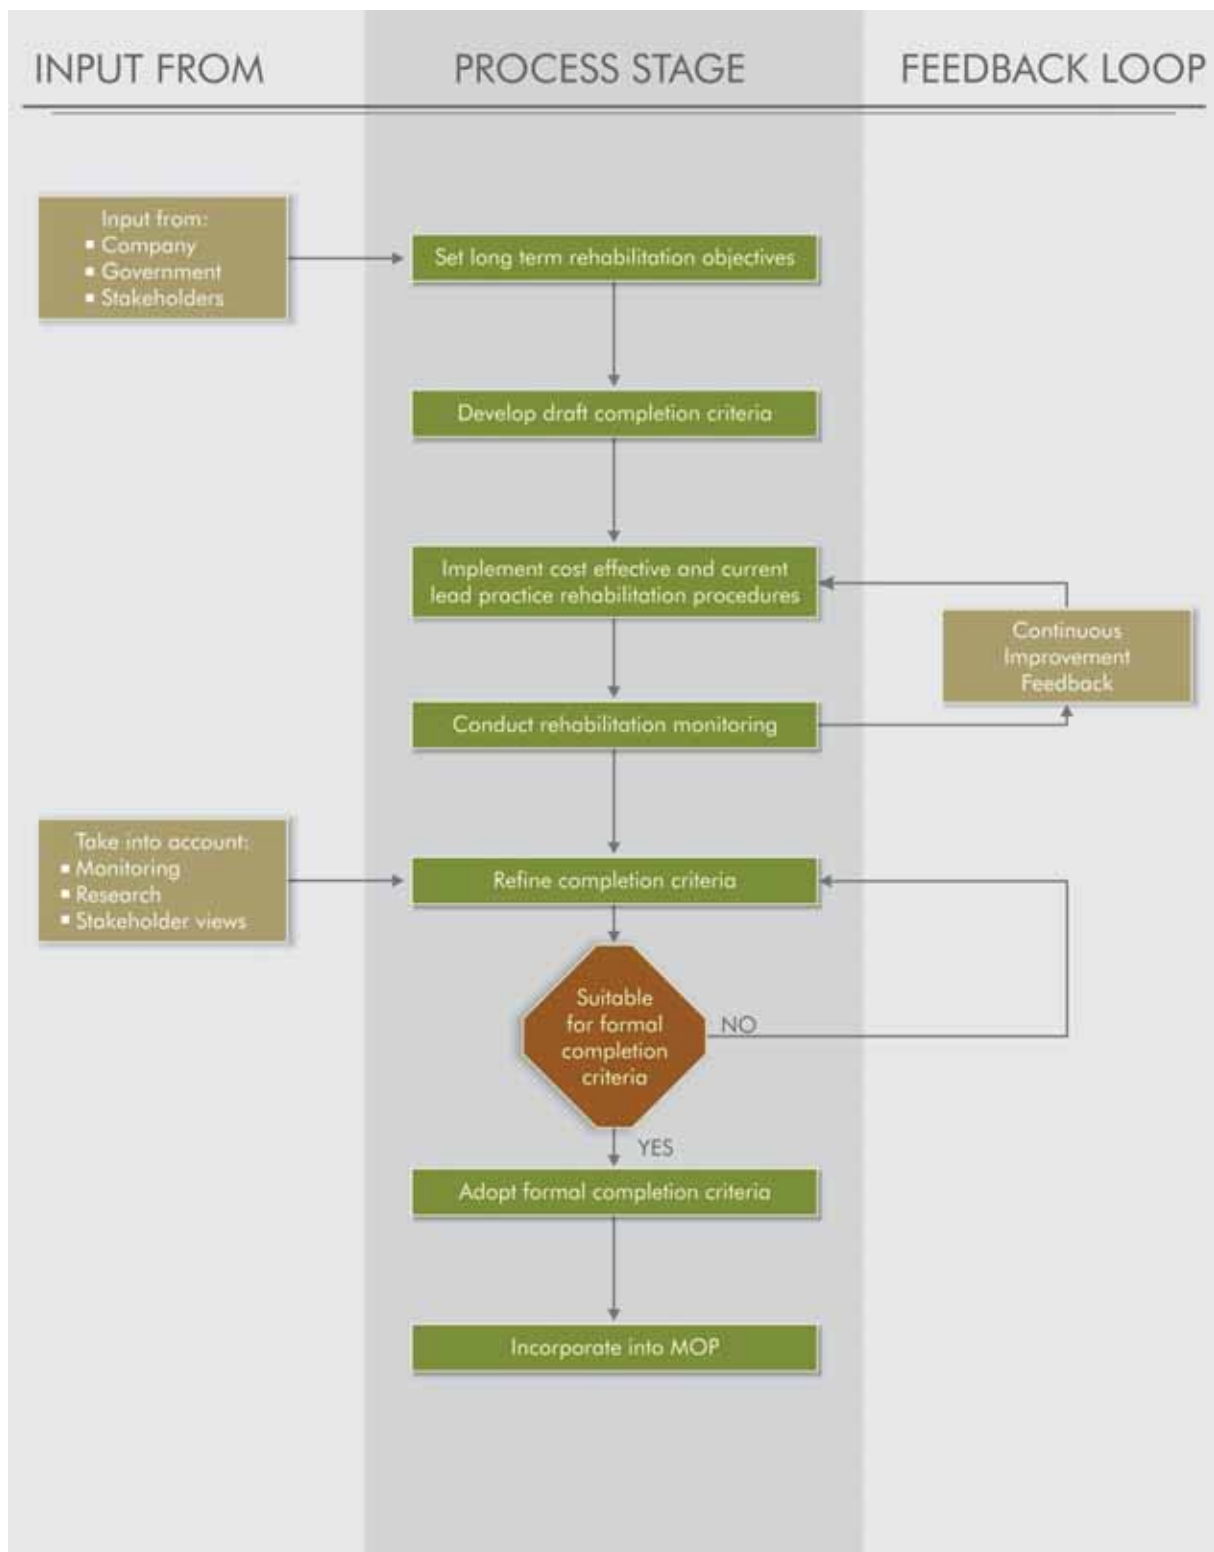 INPUT FROM
PROCESS STAGE
FEEDBACK LOOP
Input from:
▪ Company
▪ Government
▪ Stakeholders
Set long term rehabilitation objectives
Develop draft completion criteria
Implement cost effective and current
lead practice rehabilitation procedures
Continuous
Improvement
Feedback
Conduct rehabilitation monitoring
Take into account:
▪ Monitoring
▪ Research
▪ Stakeholder views
Refine completion criteria
Suitable
for formal
completion
criteria
NO
YES
Adopt formal completion criteria
Incorporate into MOP